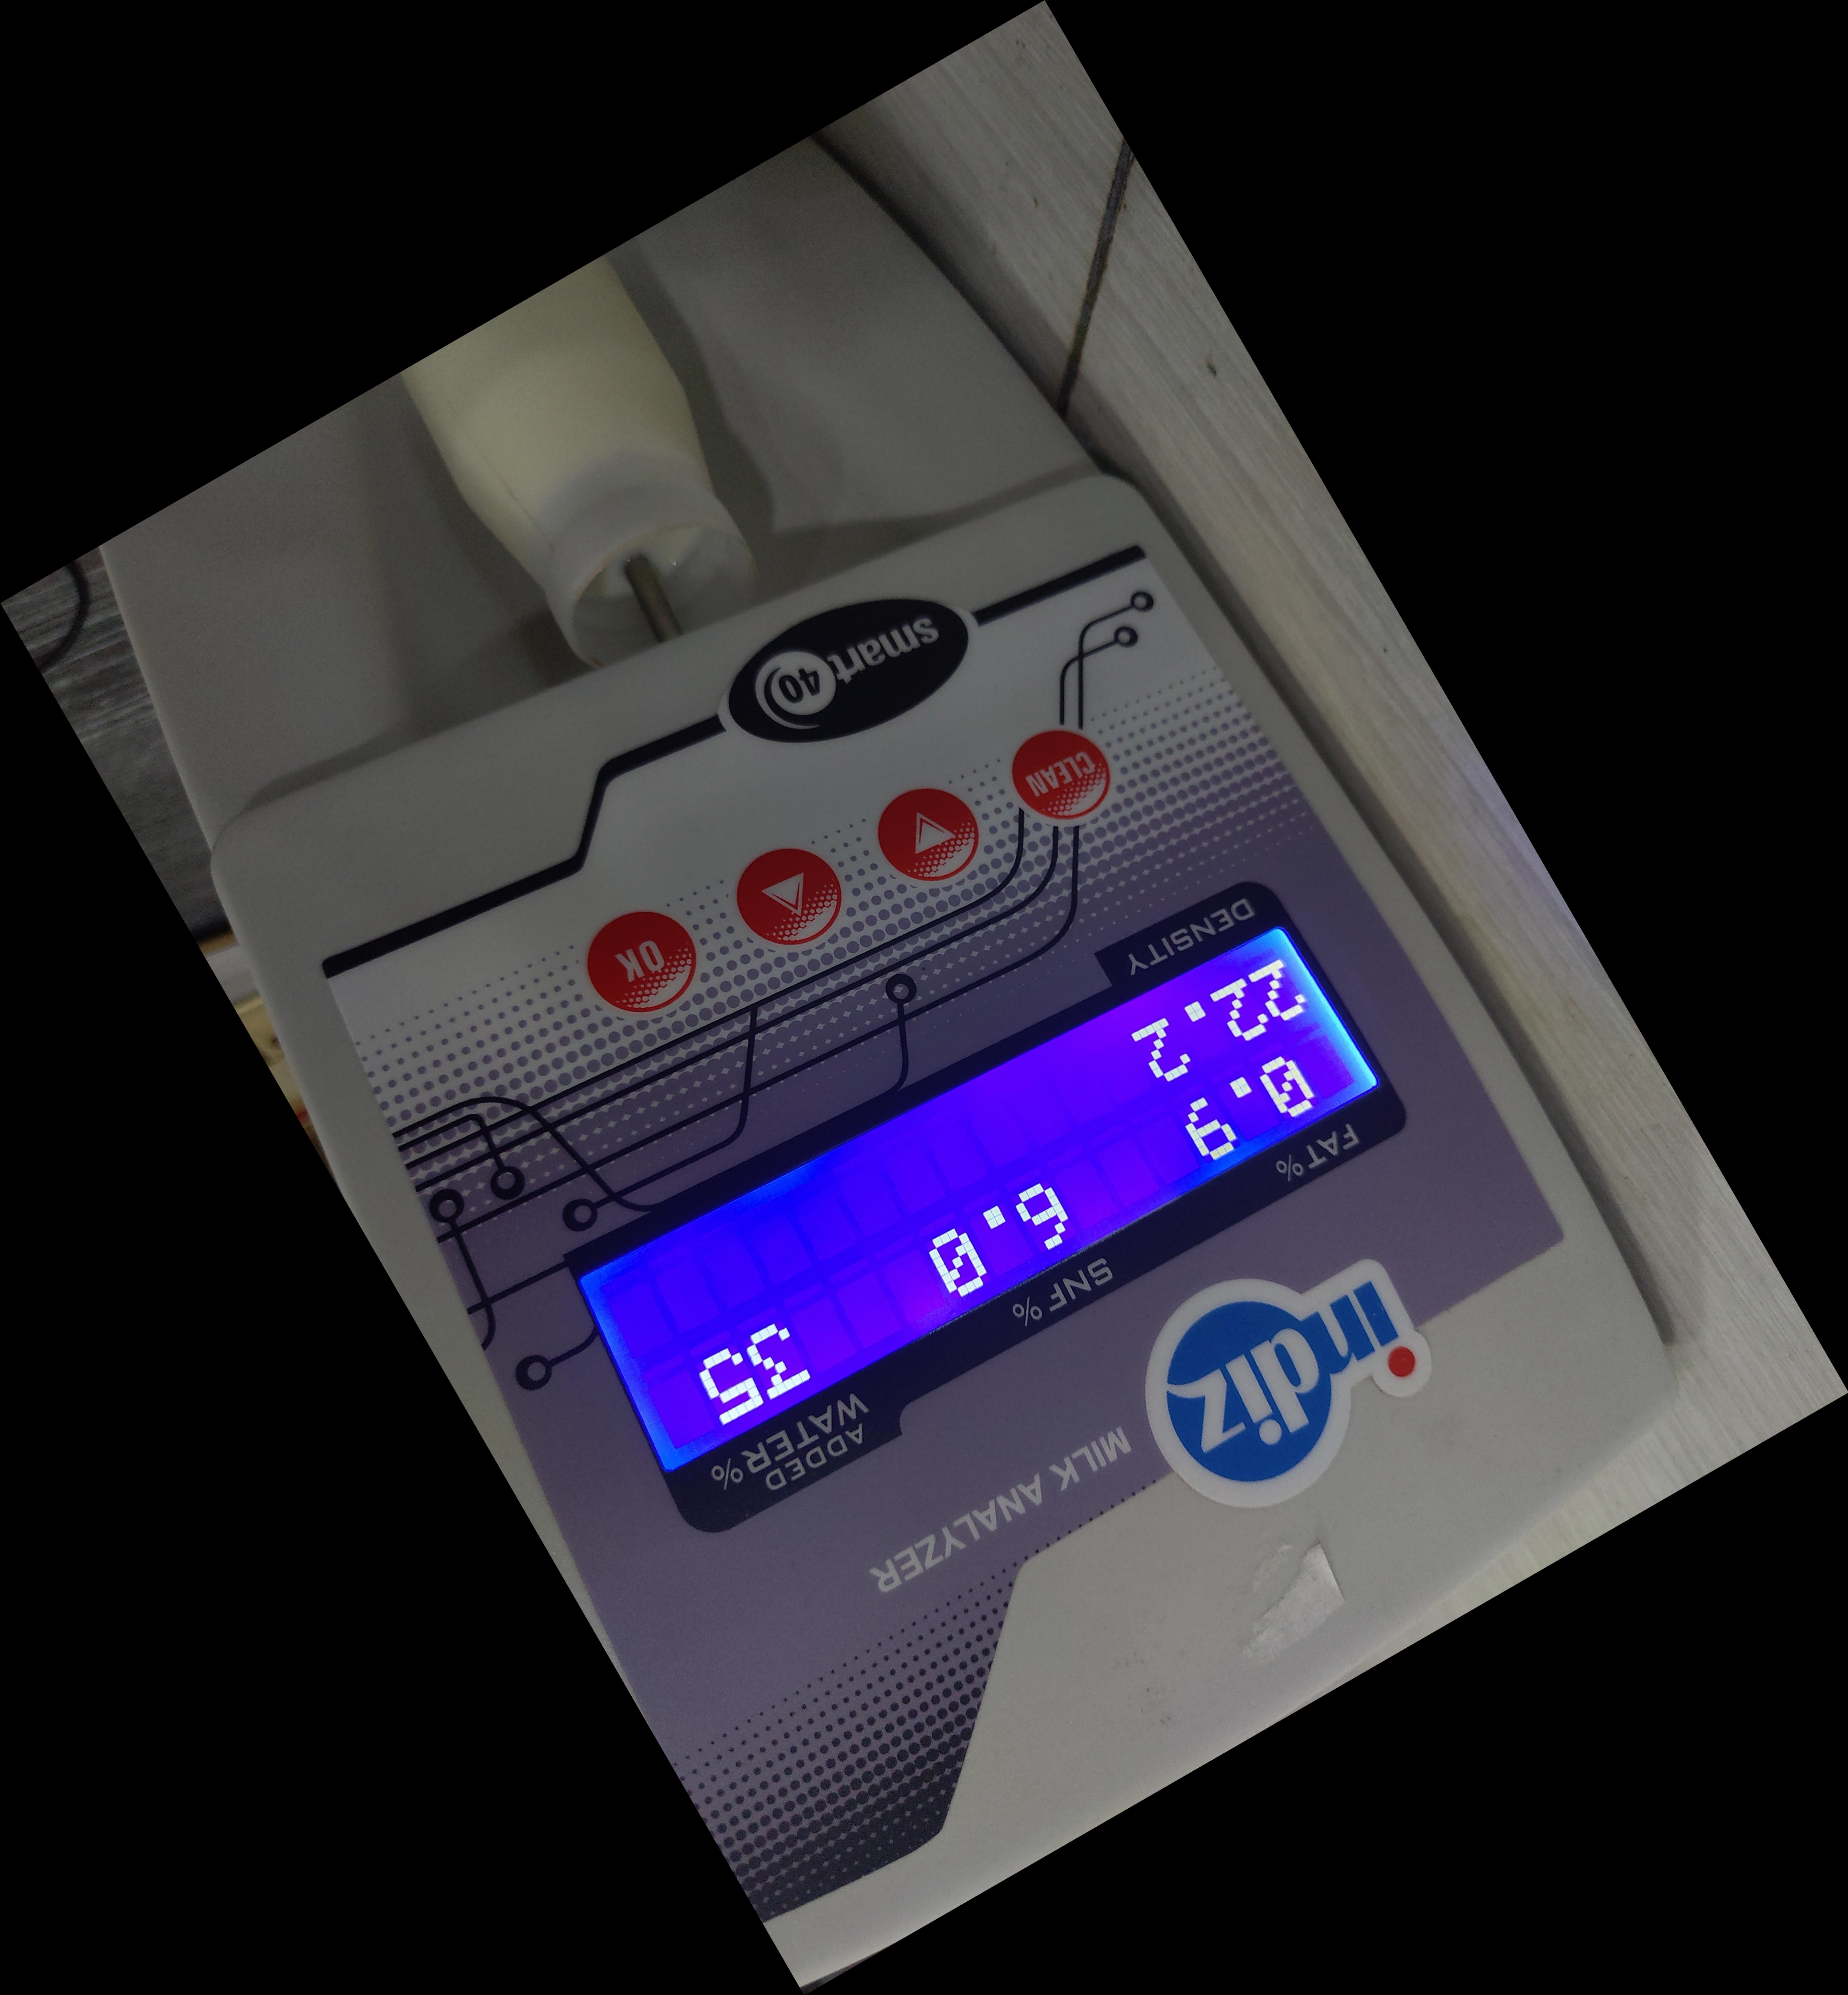 indiz
MILK ANALYZER
FAT%
SNF%
ADDED
WATER%
0.9 6.0 35
22.2
DENSITY
OK
CLEAN
smart 40